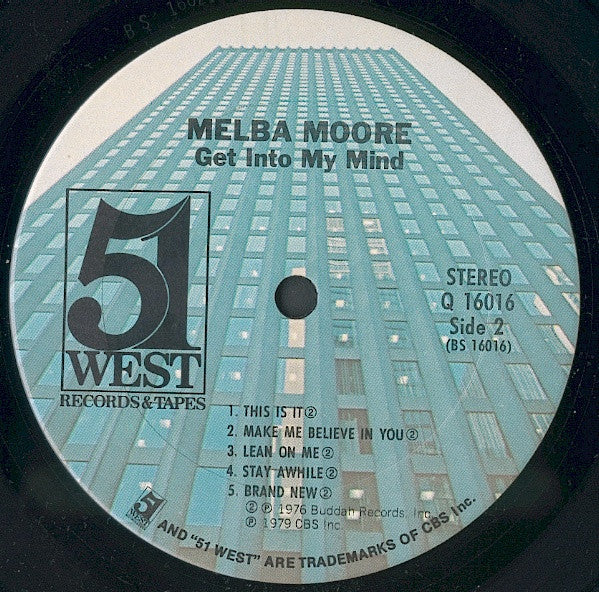 MELBA MOORE
Get Into My Mind
51
WEST
RECORDS & TAPES
STEREO
Q 16016
Side 2
(BS 16016)
1. THIS IS IT②
2. MAKE ME BELIEVE IN YOU②
3. LEAN ON ME②
4. STAY AWHILE②
5. BRAND NEW②
② ℗ 1976 Buddah Records, Inc.
℗ 1979 CBS Inc.
51
WEST
AND "51 WEST" ARE TRADEMARKS OF CBS Inc.